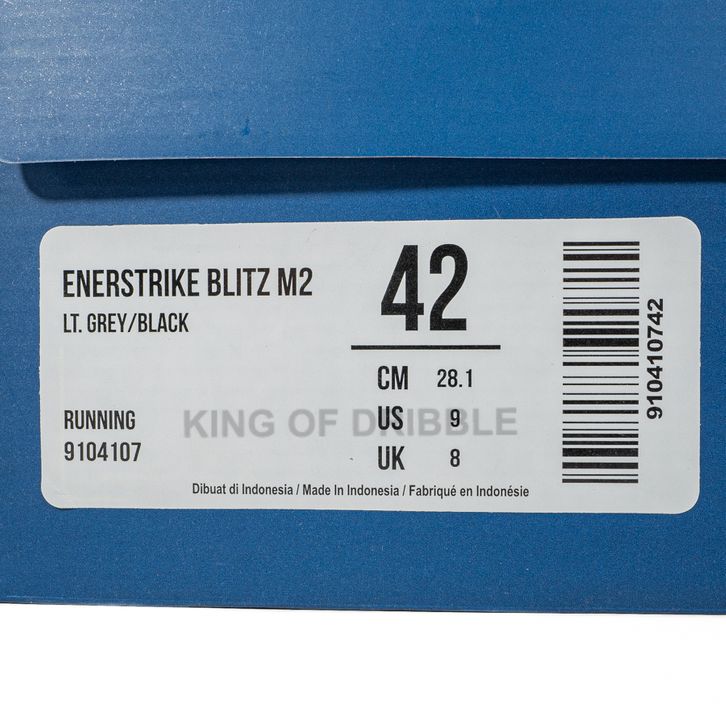 ENERSTRIKE BLITZ M2
LT. GREY/BLACK
42
CM 28.1
US 9
UK 8
RUNNING
9104107
KING OF DRIBBLE
Dibuat di Indonesia / Made In Indonesia / Fabriqué en Indonésie
910410742